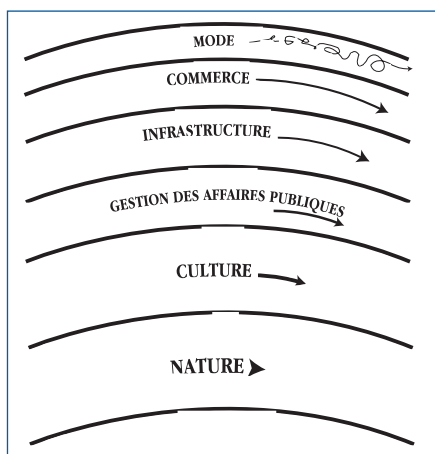 MODE
COMMERCE
INFRASTRUCTURE
GESTION DES AFFAIRES PUBLIQUES
CULTURE
NATURE